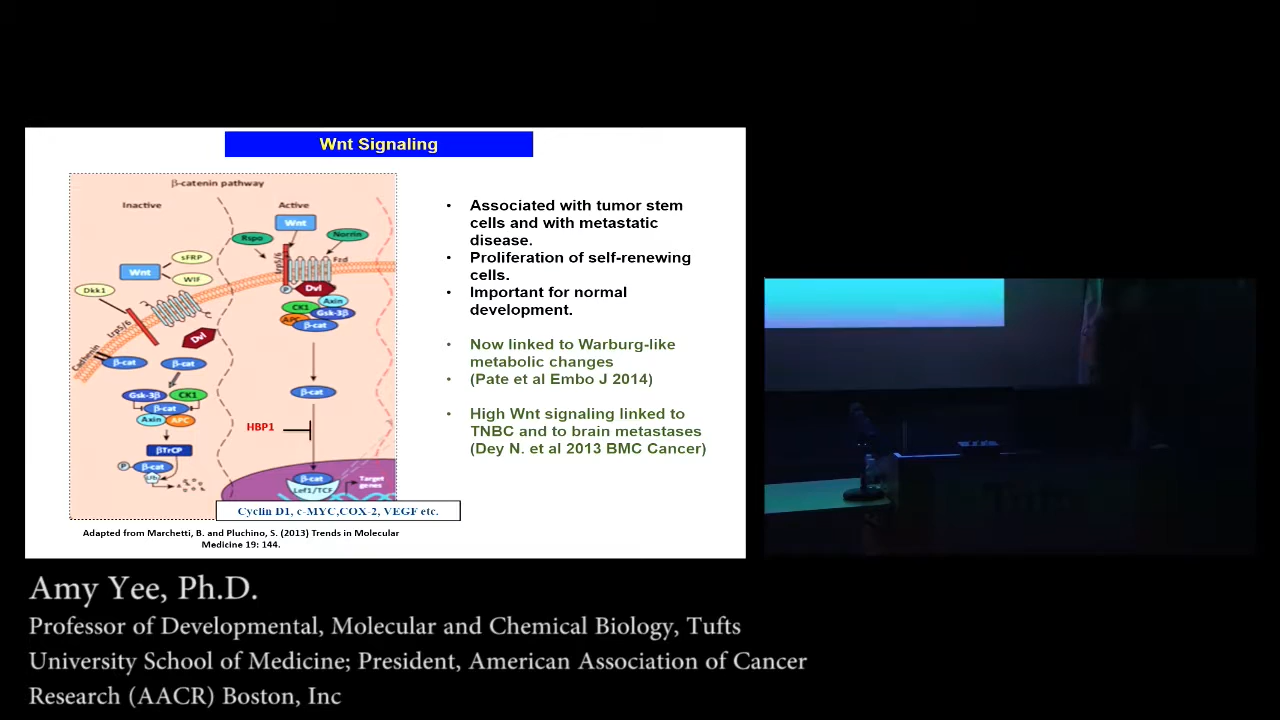 Wnt Signaling
β-catenin pathway
Inactive
Active
Wnt
Rspo
Norrin
Lrp5/6
Frd
sFRP
Wnt
WIF
Dkk1
Lrp5/6
P
Dvl
CK1
Axin
Gsk-3β
APC
β-cat
Dvl
Cadhenin
β-cat
β-cat
β-cat
Gsk-3β
CK1
β-cat
Axin
APC
HBP1
βTrCP
P
β-cat
β-cat
Lef1/TCF
Target
genes
Cyclin D1, c-MYC,COX-2, VEGF etc.
Adapted from Marchetti, B. and Pluchino, S. (2013) Trends in Molecular
Medicine 19: 144.
• Associated with tumor stem
cells and with metastatic
disease.
• Proliferation of self-renewing
cells.
• Important for normal
development.
• Now linked to Warburg-like
metabolic changes
• (Pate et al Embo J 2014)
• High Wnt signaling linked to
TNBC and to brain metastases
(Dey N. et al 2013 BMC Cancer)
Amy Yee, Ph.D.
Professor of Developmental, Molecular and Chemical Biology, Tufts
University School of Medicine; President, American Association of Cancer
Research (AACR) Boston, Inc